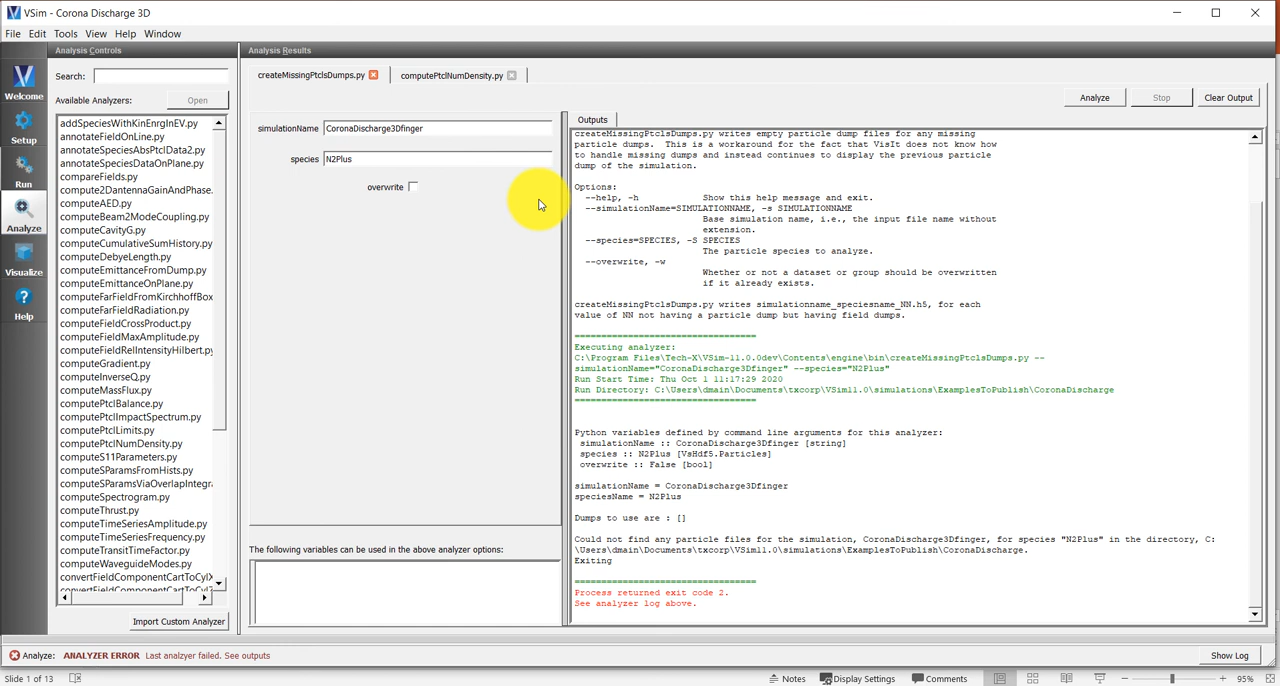 VSim - Corona Discharge 3D
File Edit Tools View Help Window
Analysis Controls
Analysis Results
Welcome
Setup
Run
Analyze
Visualize
Help
Search:
Available Analyzers:
Open
addSpeciesWithKinEnrgInEV.py
annotateFieldOnLine.py
annotateSpeciesAbsPtclData2.py
annotateSpeciesDataOnPlane.py
compareFields.py
compute2DantennaGainAndPhase.
computeAED.py
computeBeam2ModeCoupling.py
computeCavityG.py
computeCumulativeSumHistory.py
computeDebyeLength.py
computeEmittanceFromDump.py
computeEmittanceOnPlane.py
computeFarFieldFromKirchhoffBox
computeFarFieldRadiation.py
computeFieldCrossProduct.py
computeFieldMaxAmplitude.py
computeFieldRelIntensityHilbert.py
computeGradient.py
computeInverseQ.py
computeMassFlux.py
computePtclBalance.py
computePtclImpactSpectrum.py
computePtclLimits.py
computePtclNumDensity.py
computeS11Parameters.py
computeSParamsFromHists.py
computeSParamsViaOverlapIntegra
computeSpectrogram.py
computeThrust.py
computeTimeSeriesAmplitude.py
computeTimeSeriesFrequency.py
computeTransitTimeFactor.py
computeWaveguideModes.py
convertFieldComponentCartToCylX
Import Custom Analyzer
createMissingPtclsDumps.py
computePtclNumDensity.py
Analyze
Stop
Clear Output
simulationName CoronaDischarge3Dfinger
species N2Plus
overwrite
The following variables can be used in the above analyzer options:
Outputs
createMissingPtclsDumps.py writes empty particle dump files for any missing
particle dumps.  This is a workaround for the fact that VisIt does not know how
to handle missing dumps and instead continues to display the previous particle
dump of the simulation.
Options:
--help, -h Show this help message and exit.
--simulationName=SIMULATIONNAME, -s SIMULATIONNAME
Base simulation name, i.e., the input file name without
extension.
--species=SPECIES, -S SPECIES
The particle species to analyze.
--overwrite, -w
Whether or not a dataset or group should be overwritten
if it already exists.
createMissingPtclsDumps.py writes simulationname_speciesname_NN.h5, for each
value of NN not having a particle dump but having field dumps.
==================================
Executing analyzer:
C:\Program Files\Tech-X\VSim-11.0.0dev\Contents\engine\bin\createMissingPtclsDumps.py --
simulationName="CoronaDischarge3Dfinger" --species="N2Plus"
Run Start Time: Thu Oct 1 11:17:29 2020
Run Directory: C:\Users\dmain\Documents\txcorp\VSim11.0\simulations\ExamplesToPublish\CoronaDischarge
==================================
Python variables defined by command line arguments for this analyzer:
simulationName :: CoronaDischarge3Dfinger [string]
species :: N2Plus [VsHdf5.Particles]
overwrite :: False [bool]
simulationName = CoronaDischarge3Dfinger
speciesName = N2Plus
Dumps to use are : []
Could not find any particle files for the simulation, CoronaDischarge3Dfinger, for species "N2Plus" in the directory, C:
\Users\dmain\Documents\txcorp\VSim11.0\simulations\ExamplesToPublish\CoronaDischarge.
Exiting
==================================
Process returned exit code 2.
See analyzer log above.
Analyze: ANALYZER ERROR Last analyzer failed. See outputs
Show Log
Slide 1 of 13
Notes
Display Settings
Comments
95%